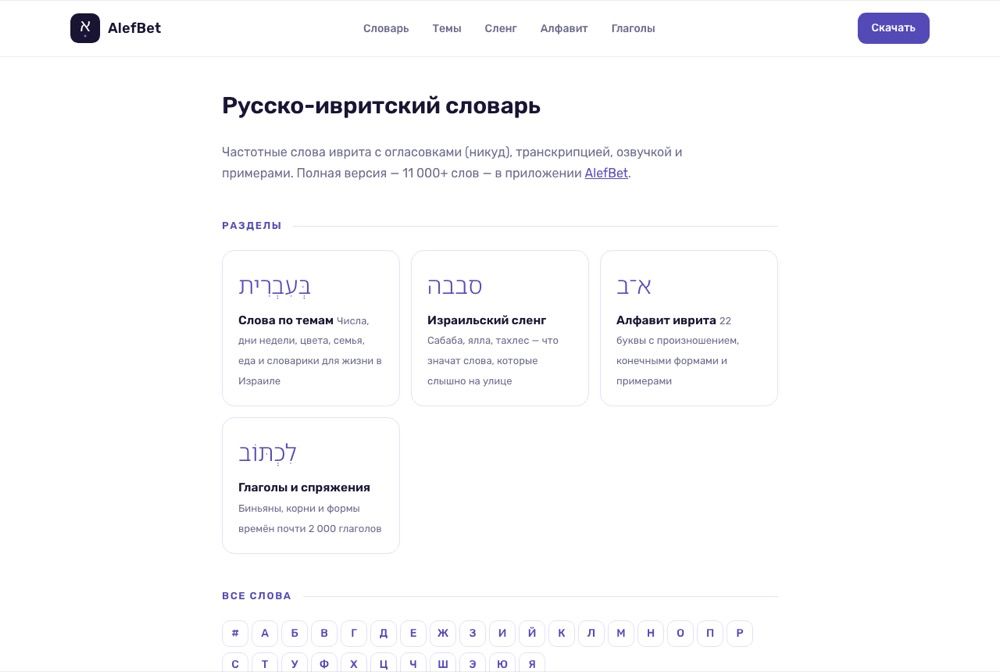 א AlefBet
Словарь Темы Сленг Алфавит Глаголы
Скачать
Русско-ивритский словарь
Частотные слова иврита с огласовками (никуд), транскрипцией, озвучкой и
примерами. Полная версия — 11 000+ слов — в приложении AlefBet.
РАЗДЕЛЫ
בְּעִבְרִית
Слова по темам Числа,
дни недели, цвета, семья,
еда и словарики для жизни в
Израиле
סבבה
Израильский сленг
Сабаба, ялла, тахлес — что
значат слова, которые
слышно на улице
א־ב
Алфавит иврита 22
буквы с произношением,
конечными формами и
примерами
לִכְתּוֹב
Глаголы и спряжения
Биньяны, корни и формы
времён почти 2 000 глаголов
ВСЕ СЛОВА
# А Б В Г Д Е Ж З И Й К Л М Н О П Р
С Т У Ф Х Ц Ч Ш Э Ю Я